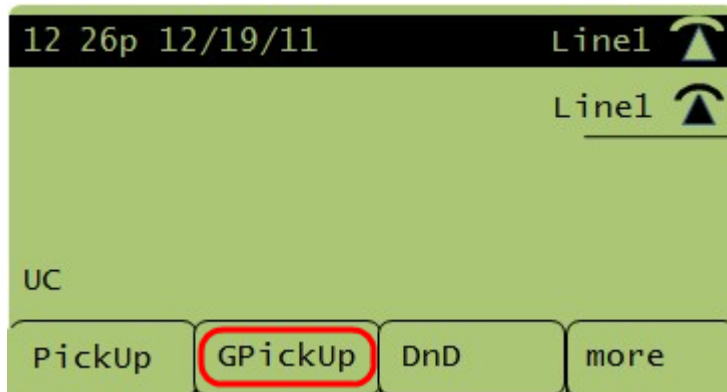 12 26p 12/19/11 Line1
Line1
UC
PickUp GPickUp DnD more